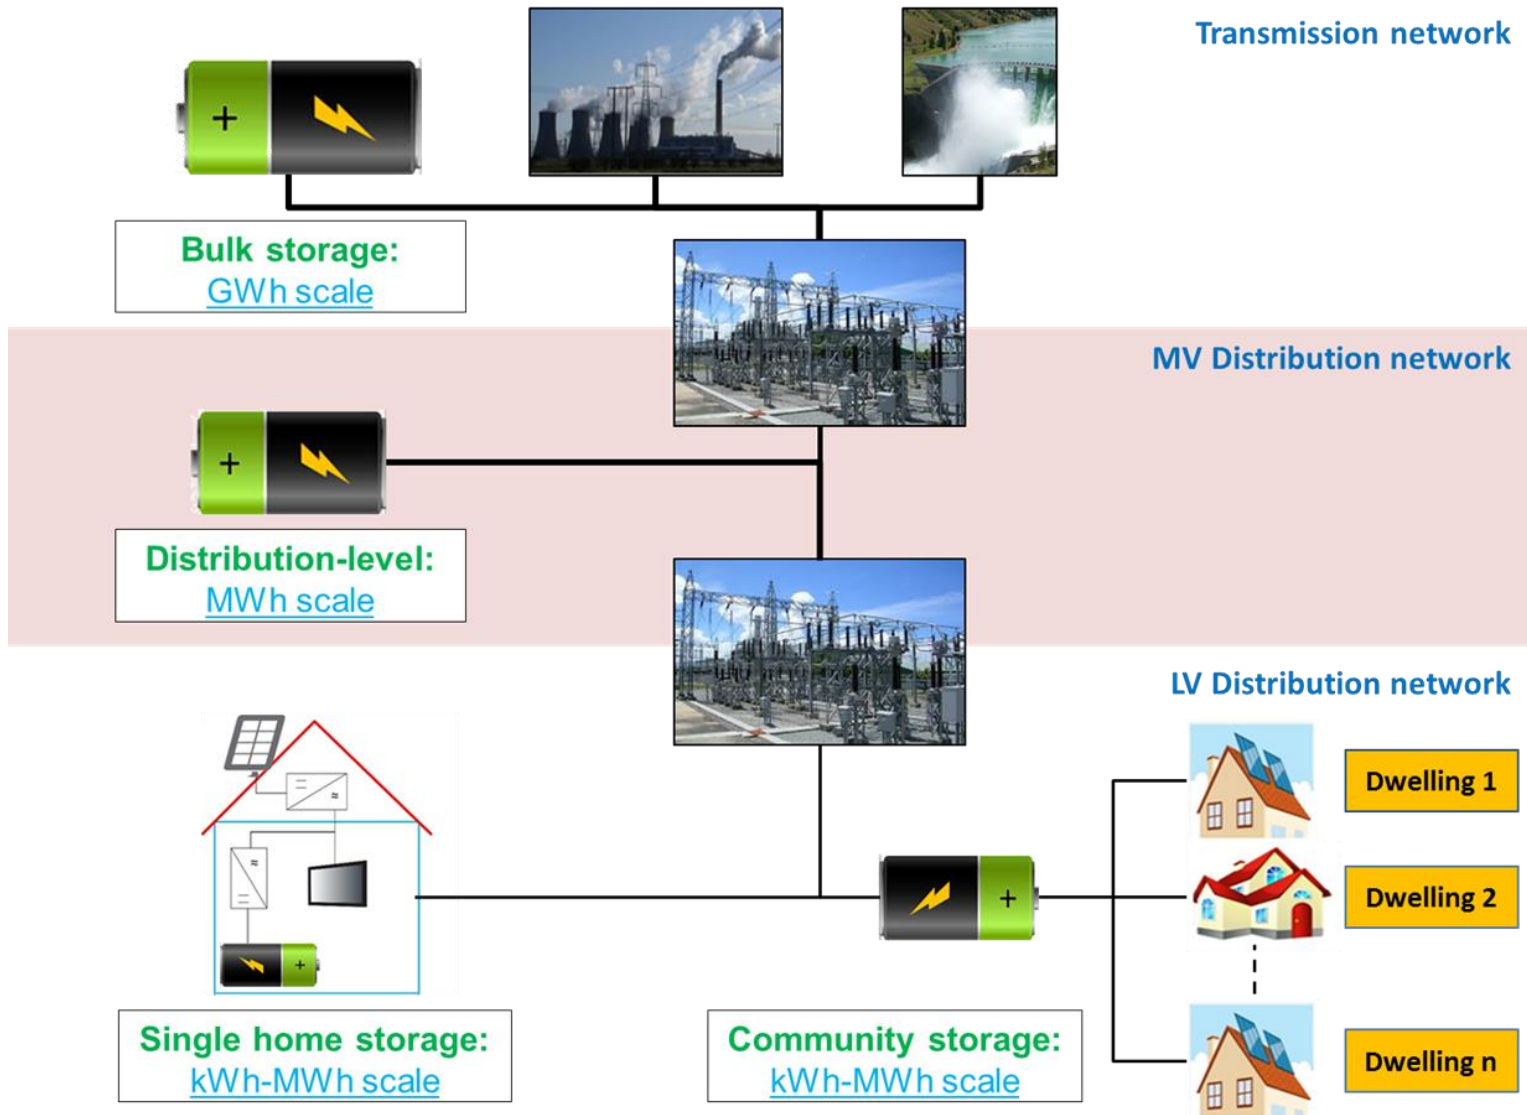 Transmission network
+
Bulk storage:
GWh scale
MV Distribution network
+
Distribution-level:
MWh scale
LV Distribution network
Dwelling 1
+
Dwelling 2
+
Dwelling n
Single home storage:
kWh-MWh scale
Community storage:
kWh-MWh scale